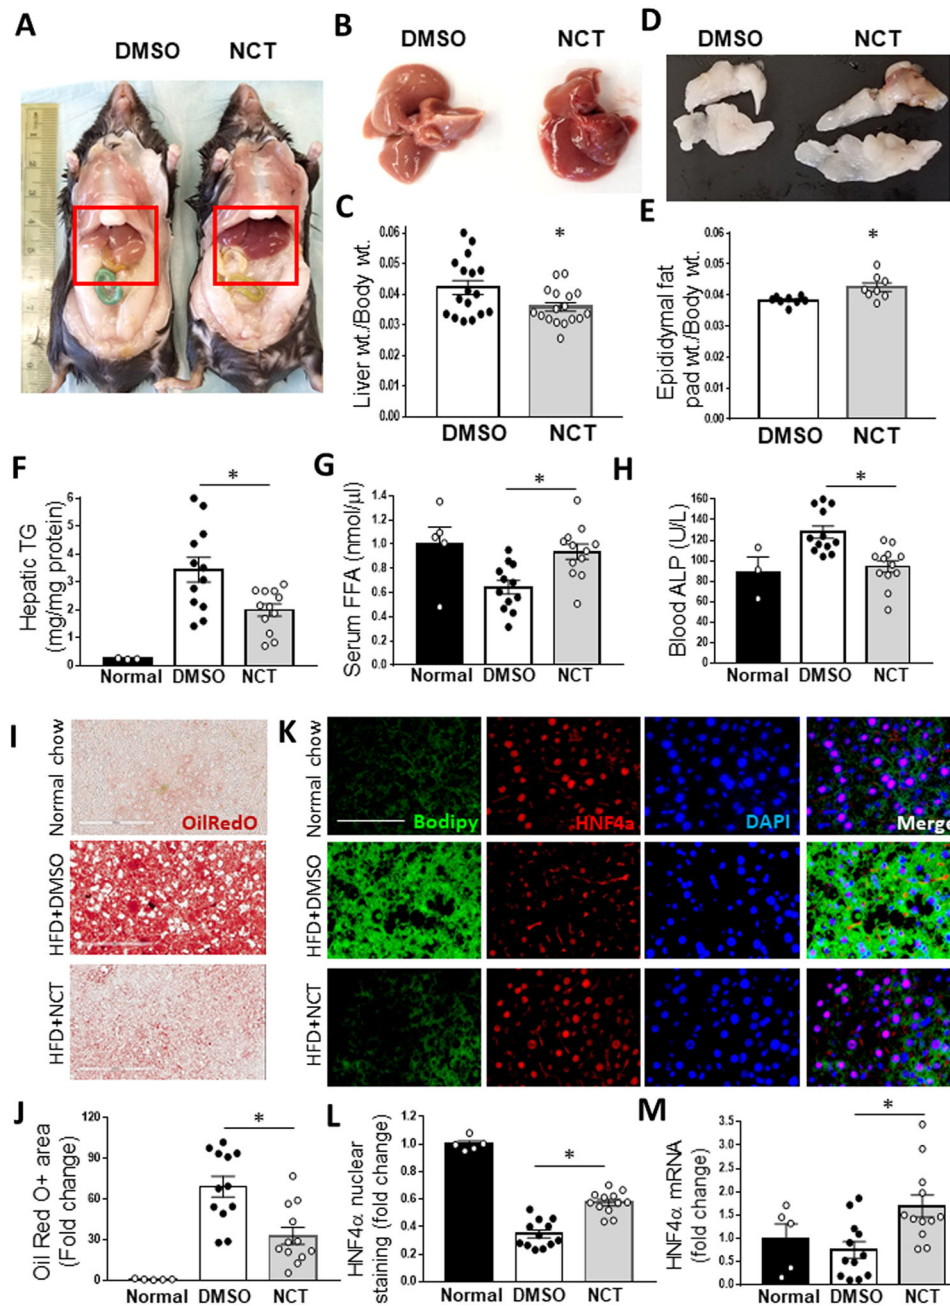 A
DMSO NCT
B
DMSO NCT
C
Liver wt./Body wt.
0.06
0.05
0.04
0.03
0.02
0.01
0.00
*
DMSO NCT
D
DMSO NCT
E
Epididymal fat
pad wt./Body wt.
0.06
0.04
0.03
0.01
0.00
*
DMSO NCT
F
Hepatic TG
(mg/mg protein)
6
5
4
3
2
1
0
*
Normal DMSO NCT
G
Serum FFA (nmol/μl)
1.4
1.2
1.0
0.8
0.6
0.4
0.2
0.0
*
Normal DMSO NCT
H
Blood ALP (U/L)
160
140
120
100
80
60
40
20
0
*
Normal DMSO NCT
I
Normal chow
OilRedO
HFD+DMSO
HFD+NCT
K
Normal chow
Bodipy
HNF4a
DAPI
Merge
HFD+DMSO
HFD+NCT
J
Oil Red O+ area
(Fold change)
120
90
60
30
0
*
Normal DMSO NCT
L
HNF4α nuclear
staining (fold change)
1.2
1.0
0.8
0.6
0.4
0.2
0.0
*
Normal DMSO NCT
M
HNF4α mRNA
(fold change)
3.5
3.0
2.5
2.0
1.5
1.0
0.5
0.0
*
Normal DMSO NCT